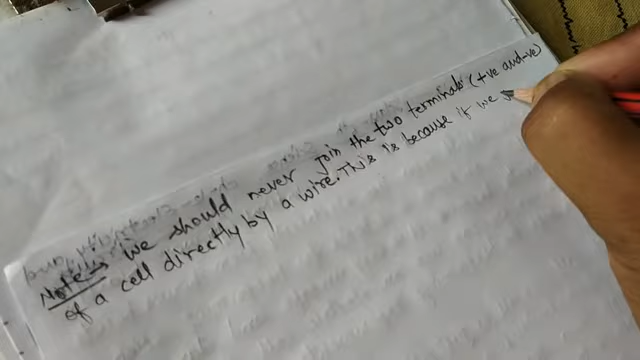 Note:→ We should never join the two terminals (+ve and -ve)
of a cell directly by a wire. This is because if we